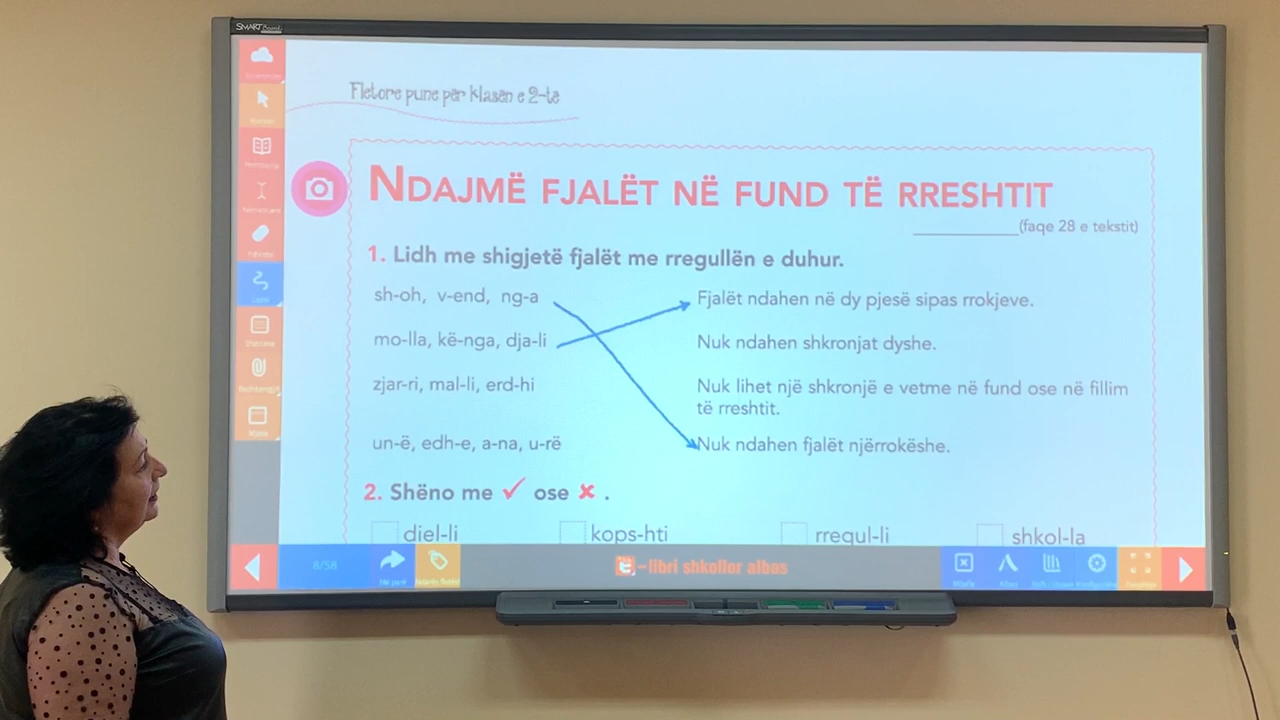 SMART Board
Fletore pune për klasën e 2-të
NDAJMË FJALËT NË FUND TË RRESHTIT
(faqe 28 e tekstit)
1. Lidh me shigjetë fjalët me rregullën e duhur.
sh-oh, v-end, ng-a
Fjalët ndahen në dy pjesë sipas rrokjeve.
mo-lla, kë-nga, dja-li
Nuk ndahen shkronjat dyshe.
zjar-ri, mal-li, erd-hi
Nuk lihet një shkronjë e vetme në fund ose në fillim
të rreshtit.
un-ë, edh-e, a-na, u-rë
Nuk ndahen fjalët njërrokëshe.
2. Shëno me ✓ ose ✗ .
diel-li
kops-hti
rregul-li
shkol-la
8/58
e-libri shkollor albas